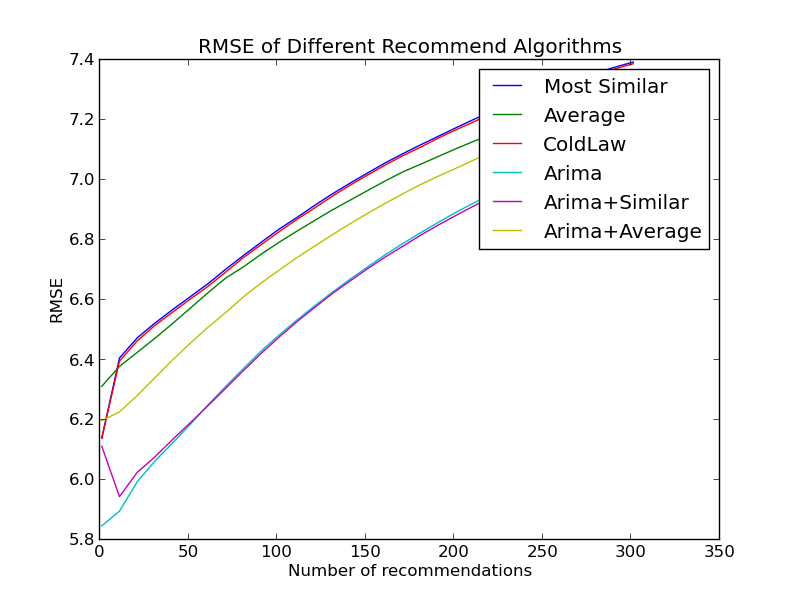 RMSE of Different Recommend Algorithms
7.4
7.2
7.0
6.8
6.6
6.4
6.2
6.0
5.8
RMSE
Most Similar
Average
ColdLaw
Arima
Arima+Similar
Arima+Average
0 50 100 150 200 250 300 350
Number of recommendations